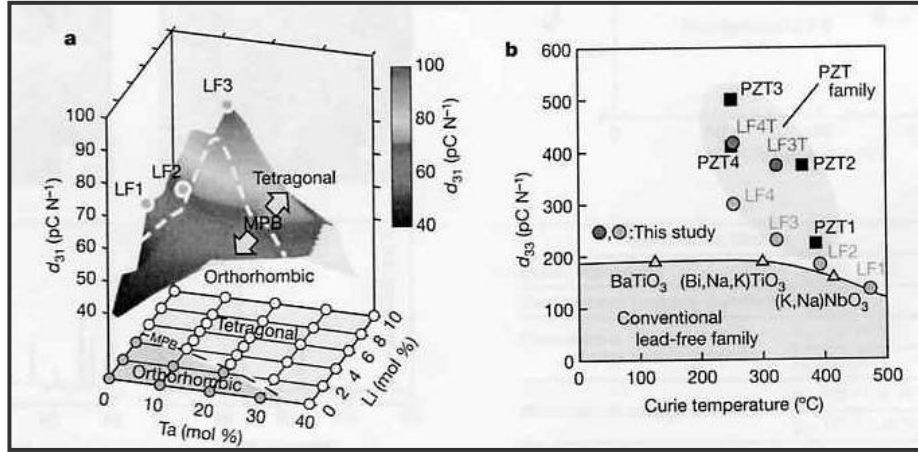 a
LF3
LF1
LF2
Tetragonal
MPB
Orthorhombic
d31 (pC N–1)
100
90
80
70
60
50
40
100
80
60
40
d31 (pC N–1)
Tetragonal
MPB
Orthorhombic
0
10
20
30
40
Ta (mol %)
0
2
4
6
8
10
Li (mol %)
b
d33 (pC N–1)
600
500
400
300
200
100
0
PZT3
PZT
family
LF4T
LF3T
PZT4
PZT2
LF4
LF3
PZT1
:This study
LF2
LF1
BaTiO3
(Bi,Na,K)TiO3
(K,Na)NbO3
Conventional
lead-free family
0
100
200
300
400
500
Curie temperature (°C)